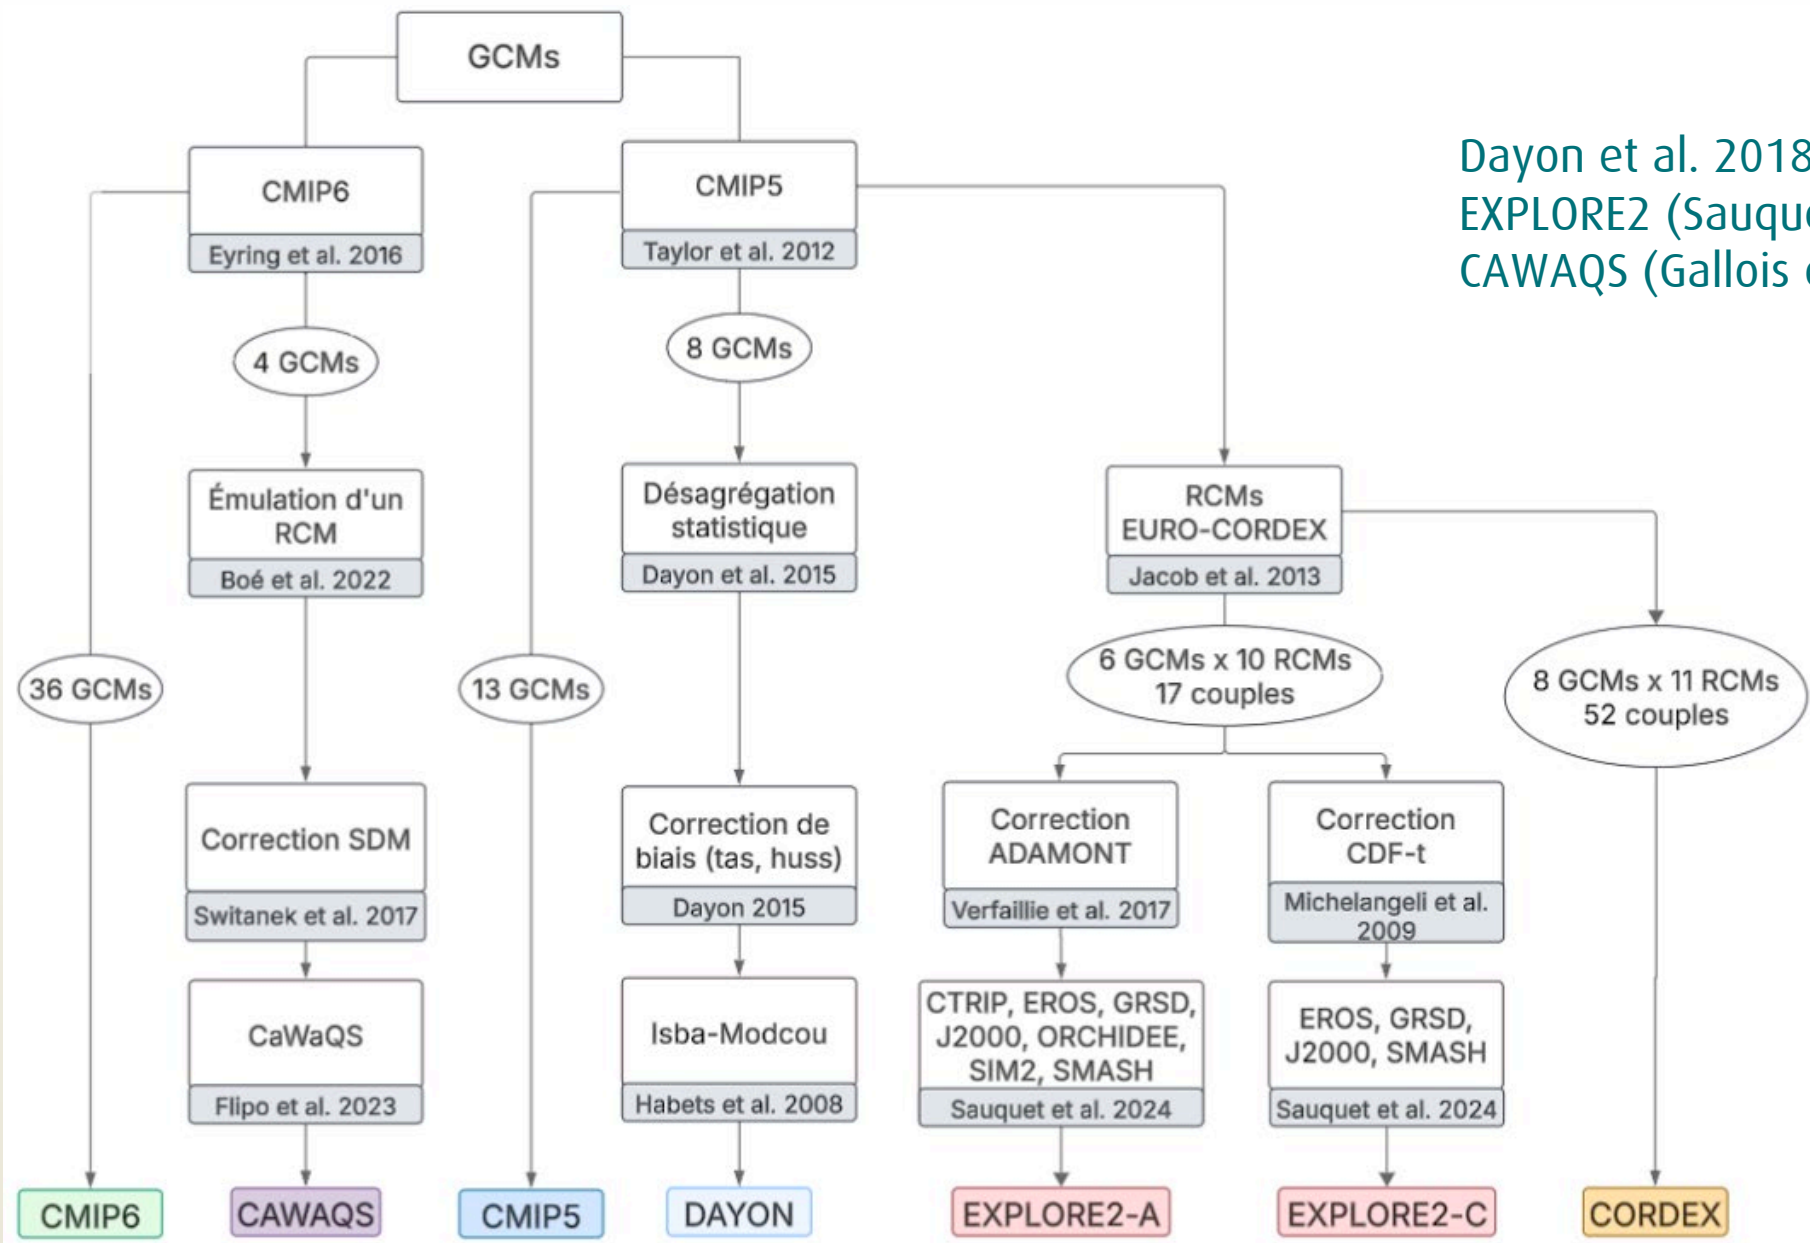 GCMs
CMIP6
Eyring et al. 2016
CMIP5
Taylor et al. 2012
Dayon et al. 2018
EXPLORE2 (Sauqu
CAWAQS (Gallois
4 GCMs
8 GCMs
Émulation d'un
RCM
Boé et al. 2022
Désagrégation
statistique
Dayon et al. 2015
RCMs
EURO-CORDEX
Jacob et al. 2013
36 GCMs
13 GCMs
6 GCMs x 10 RCMs
17 couples
8 GCMs x 11 RCMs
52 couples
Correction SDM
Switanek et al. 2017
Correction de
biais (tas, huss)
Dayon 2015
Correction
ADAMONT
Verfaillie et al. 2017
Correction
CDF-t
Michelangeli et al.
2009
CaWaQS
Flipo et al. 2023
Isba-Modcou
Habets et al. 2008
CTRIP, EROS, GRSD,
J2000, ORCHIDEE,
SIM2, SMASH
Sauquet et al. 2024
EROS, GRSD,
J2000, SMASH
Sauquet et al. 2024
CMIP6
CAWAQS
CMIP5
DAYON
EXPLORE2-A
EXPLORE2-C
CORDEX